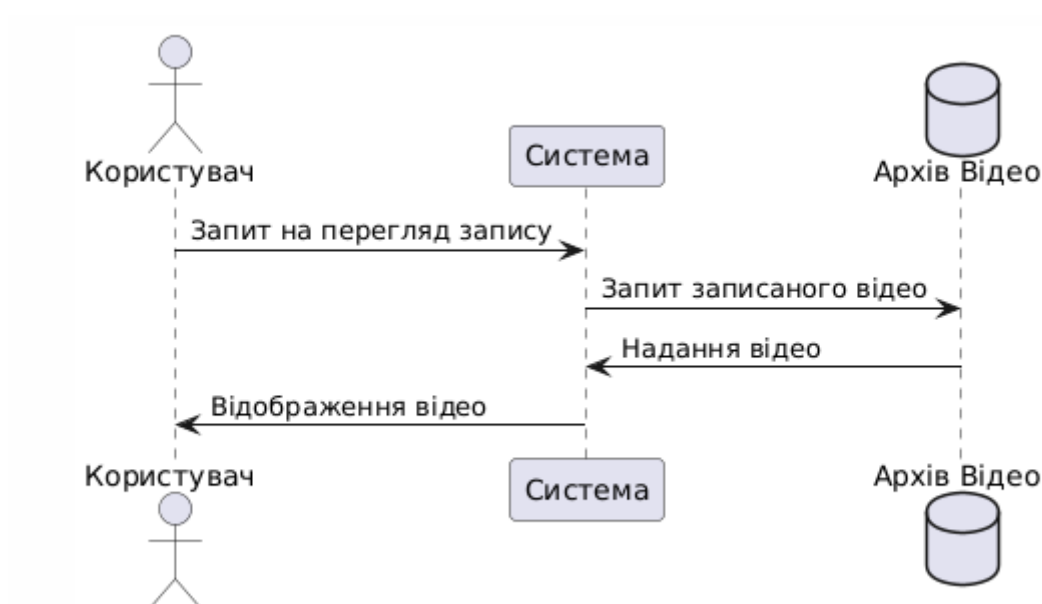 Користувач
Система
Архів Відео
Запит на перегляд запису
Запит записаного відео
Надання відео
Відображення відео
Користувач
Система
Архів Відео